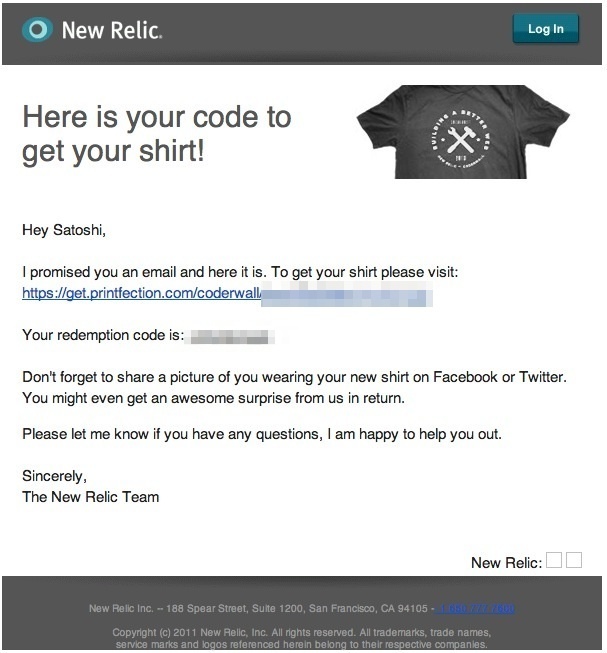 New Relic.
Log In
Here is your code to
get your shirt!
BUILDING A BETTER WEB
Hey Satoshi,
I promised you an email and here it is. To get your shirt please visit:
https://get.printfection.com/coderwall/
Your redemption code is:
Don't forget to share a picture of you wearing your new shirt on Facebook or Twitter.
You might even get an awesome surprise from us in return.
Please let me know if you have any questions, I am happy to help you out.
Sincerely,
The New Relic Team
New Relic:
New Relic Inc. -- 188 Spear Street, Suite 1200, San Francisco, CA 94105 -
Copyright (c) 2011 New Relic, Inc. All rights reserved. All trademarks, trade names,
service marks and logos referenced herein belong to their respective companies.